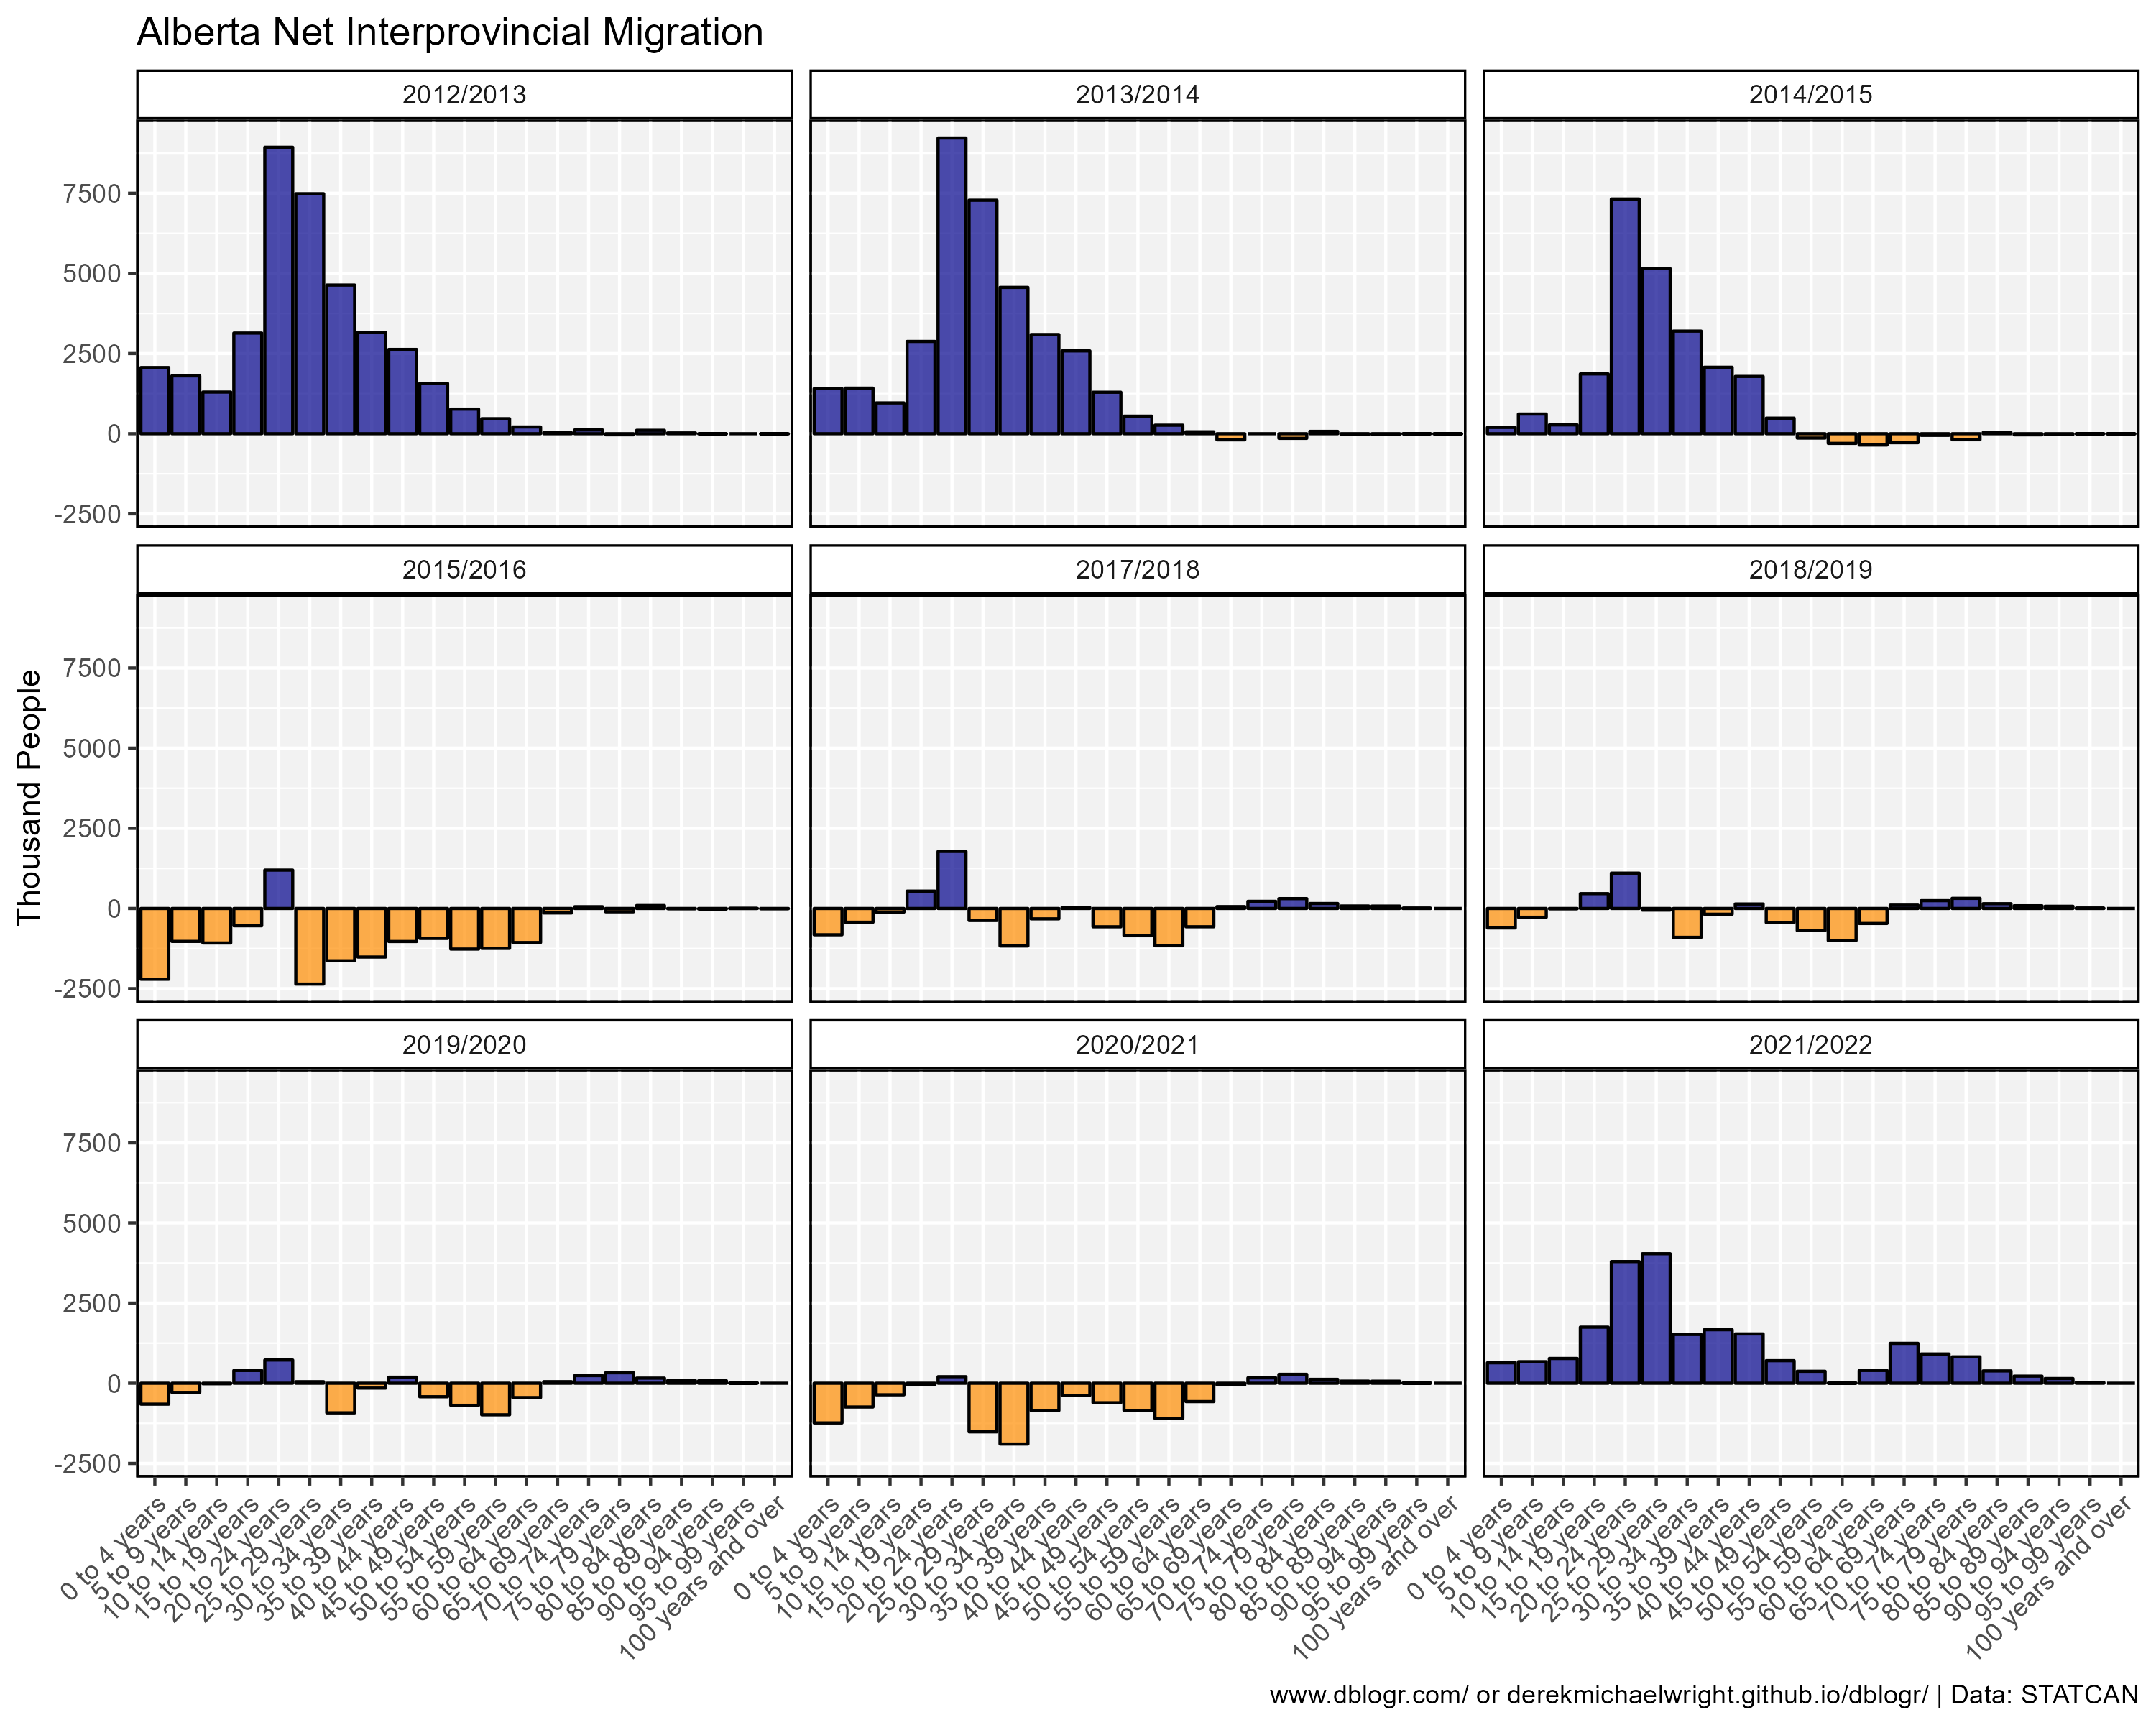 Alberta Net Interprovincial Migration
2012/2013
2013/2014
2014/2015
7500
5000
2500
0
-2500
2015/2016
2017/2018
2018/2019
Thousand People
7500
5000
2500
0
-2500
2019/2020
2020/2021
2021/2022
7500
5000
2500
0
-2500
0 to 4 years
5 to 9 years
10 to 14 years
15 to 19 years
20 to 24 years
25 to 29 years
30 to 34 years
35 to 39 years
40 to 44 years
45 to 49 years
50 to 54 years
55 to 59 years
60 to 64 years
65 to 69 years
70 to 74 years
75 to 79 years
80 to 84 years
85 to 89 years
90 to 94 years
95 to 99 years
100 years and over
0 to 4 years
5 to 9 years
10 to 14 years
15 to 19 years
20 to 24 years
25 to 29 years
30 to 34 years
35 to 39 years
40 to 44 years
45 to 49 years
50 to 54 years
55 to 59 years
60 to 64 years
65 to 69 years
70 to 74 years
75 to 79 years
80 to 84 years
85 to 89 years
90 to 94 years
95 to 99 years
100 years and over
0 to 4 years
5 to 9 years
10 to 14 years
15 to 19 years
20 to 24 years
25 to 29 years
30 to 34 years
35 to 39 years
40 to 44 years
45 to 49 years
50 to 54 years
55 to 59 years
60 to 64 years
65 to 69 years
70 to 74 years
75 to 79 years
80 to 84 years
85 to 89 years
90 to 94 years
95 to 99 years
100 years and over
www.dblogr.com/ or derekmichaelwright.github.io/dblogr/ | Data: STATCAN